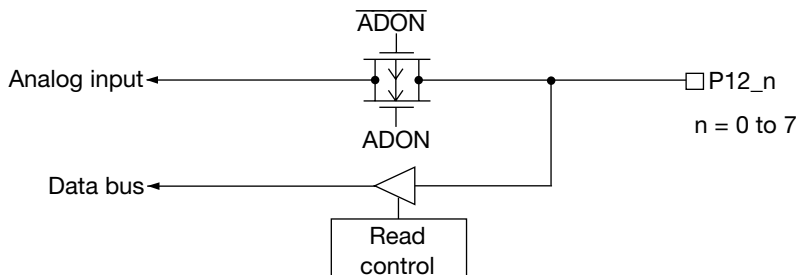 ADON
Analog input
P12_n
n = 0 to 7
ADON
Data bus
Read
control